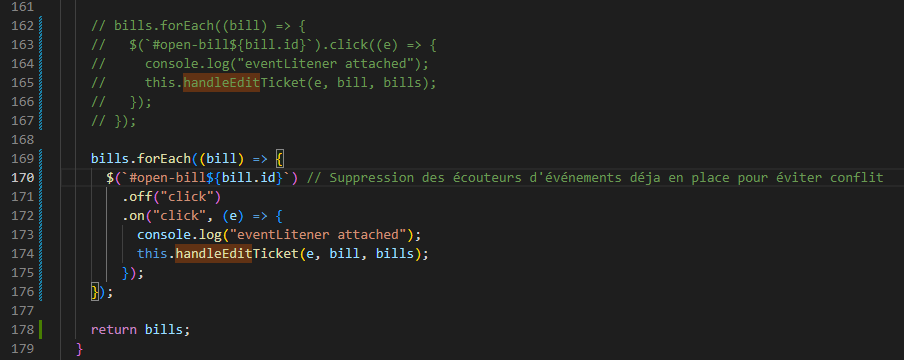 161
162 // bills.forEach((bill) => {
163 //   $(`#open-bill${bill.id}`).click((e) => {
164 //     console.log("eventLitener attached");
165 //     this.handleEditTicket(e, bill, bills);
166 //   });
167 // });
168
169 bills.forEach((bill) => {
170   $(`#open-bill${bill.id}`) // Suppression des écouteurs d'événements déja en place pour éviter conflit
171     .off("click")
172     .on("click", (e) => {
173       console.log("eventLitener attached");
174       this.handleEditTicket(e, bill, bills);
175     });
176 });
177
178 return bills;
179 }